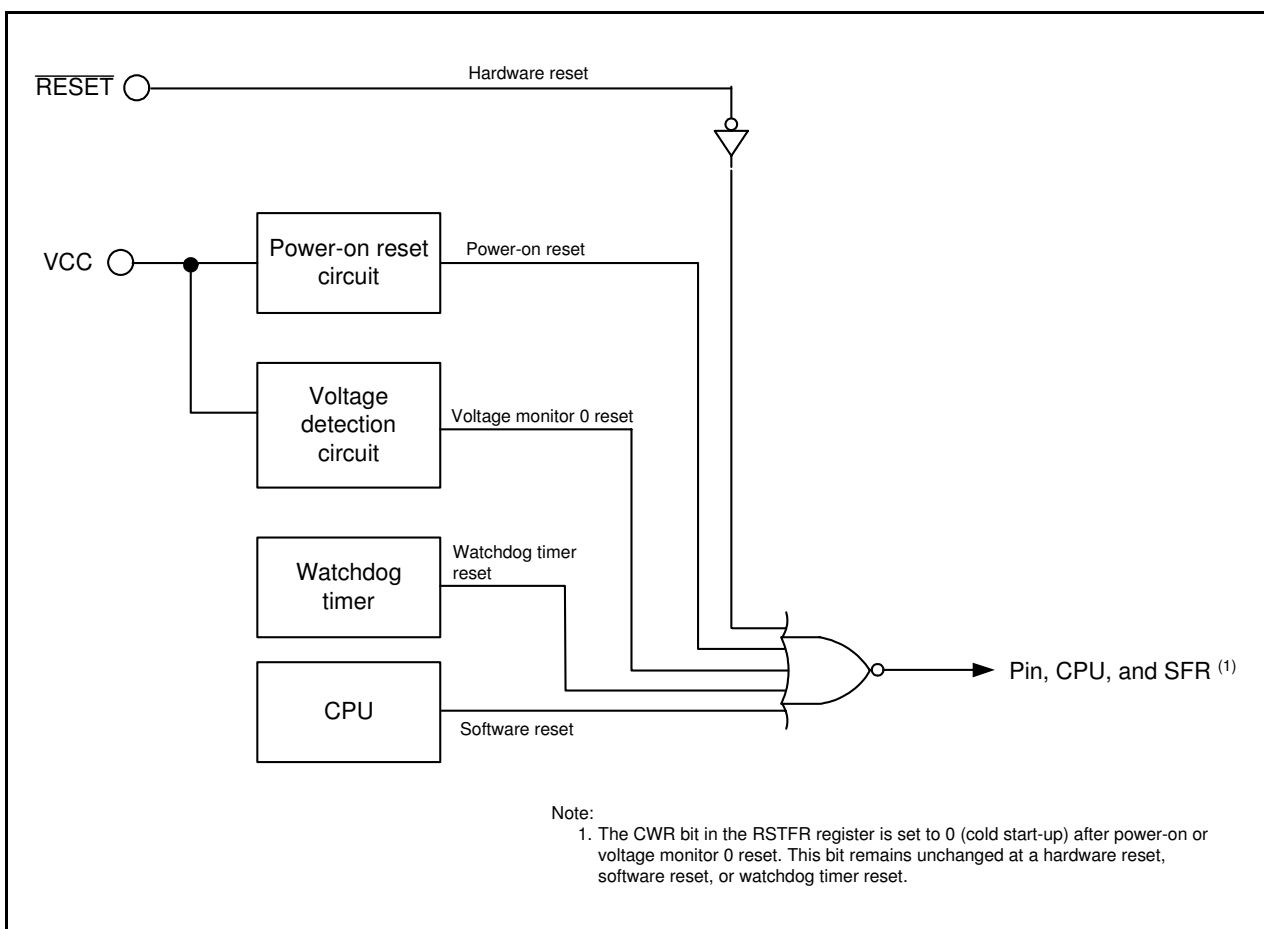 Hardware reset
RESET
Power-on reset
circuit
Power-on reset
VCC
Voltage
detection
circuit
Voltage monitor 0 reset
Watchdog
timer
Watchdog timer
reset
Pin, CPU, and SFR (1)
CPU
Software reset
Note:
1. The CWR bit in the RSTFR register is set to 0 (cold start-up) after power-on or
voltage monitor 0 reset. This bit remains unchanged at a hardware reset,
software reset, or watchdog timer reset.